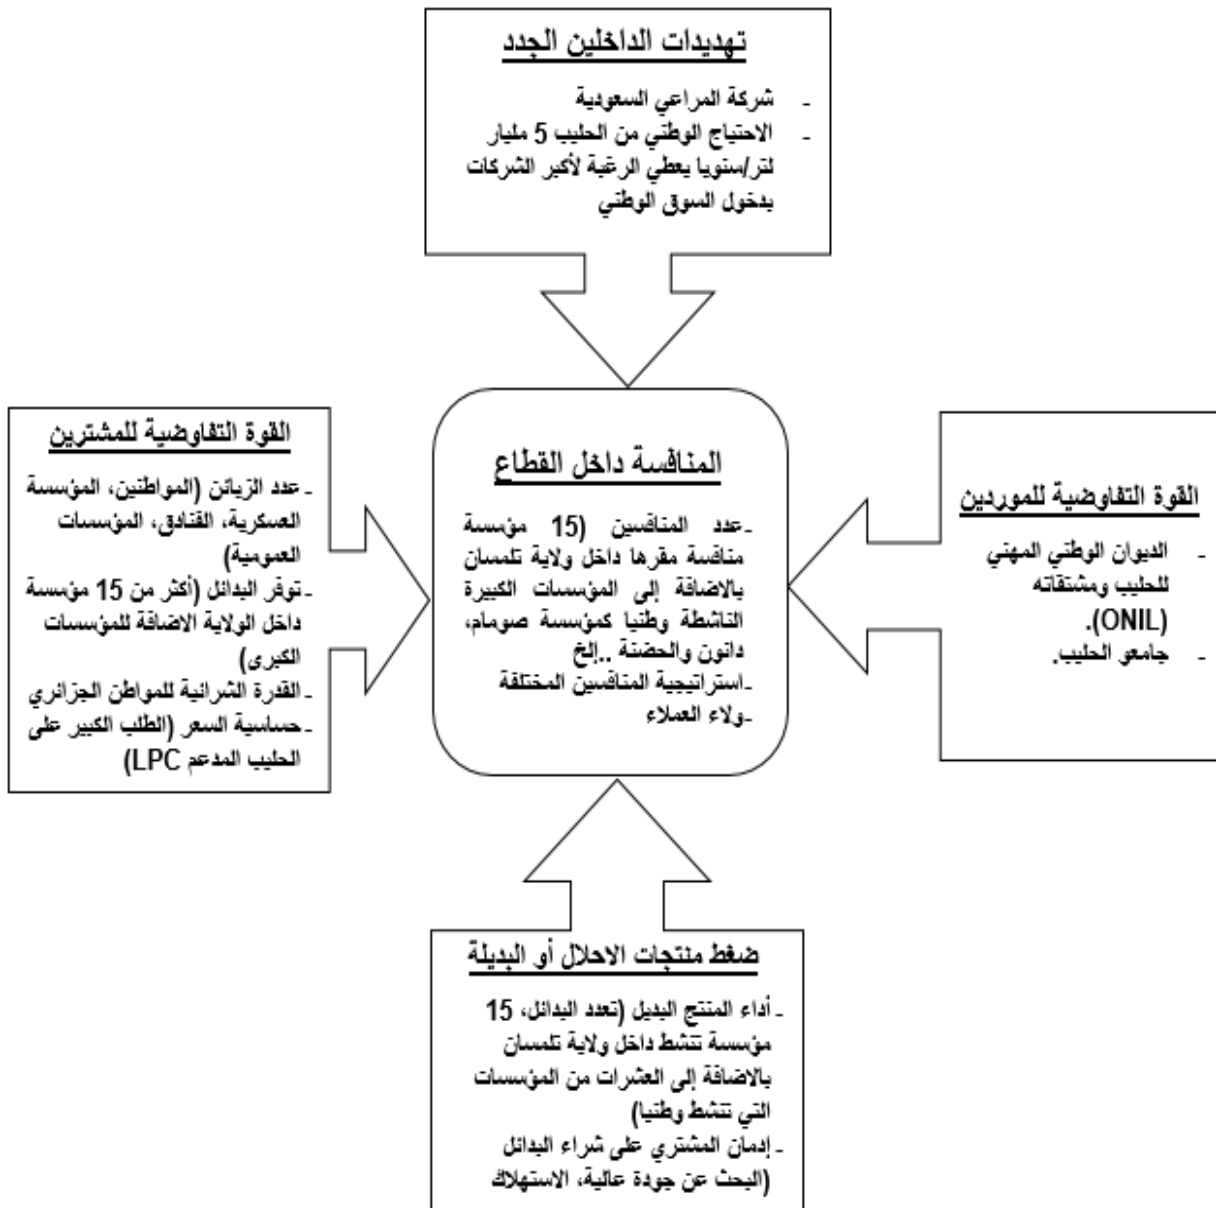 تهديدات الداخلين الجدد
- شركة المراعي السعودية
- الاحتياج الوطني من الحليب 5 مليار
لتر/سنويا يعطي الرغبة لأكبر الشركات
بدخول السوق الوطني
القوة التفاوضية للموردين
- الديوان الوطني المهني
للحليب ومشتقاته
(ONIL).
- جامعو الحليب.
المنافسة داخل القطاع
-عدد المنافسين (15 مؤسسة
منافسة مقرها داخل ولاية تلمسان
بالاضافة إلى المؤسسات الكبيرة
الناشطة وطنيا كمؤسسة صومام،
دانون والحضنة ..إلخ
-استراتيجية المنافسين المختلفة
-ولاء العملاء
القوة التفاوضية للمشترين
-عدد الزبائن (المواطنين، المؤسسة
العسكرية، الفنادق، المؤسسات
العمومية)
-توفر البدائل (أكثر من 15 مؤسسة
داخل الولاية الاضافة للمؤسسات
الكبرى)
-القدرة الشرائية للمواطن الجزائري
-حساسية السعر (الطلب الكبير على
الحليب المدعم LPC)
ضغط منتجات الاحلال أو البديلة
-أداء المنتج البديل (تعدد البدائل، 15
مؤسسة تنشط داخل ولاية تلمسان
بالاضافة إلى العشرات من المؤسسات
التي تنشط وطنيا)
-إدمان المشتري على شراء البدائل
(البحث عن جودة عالية، الاستهلاك